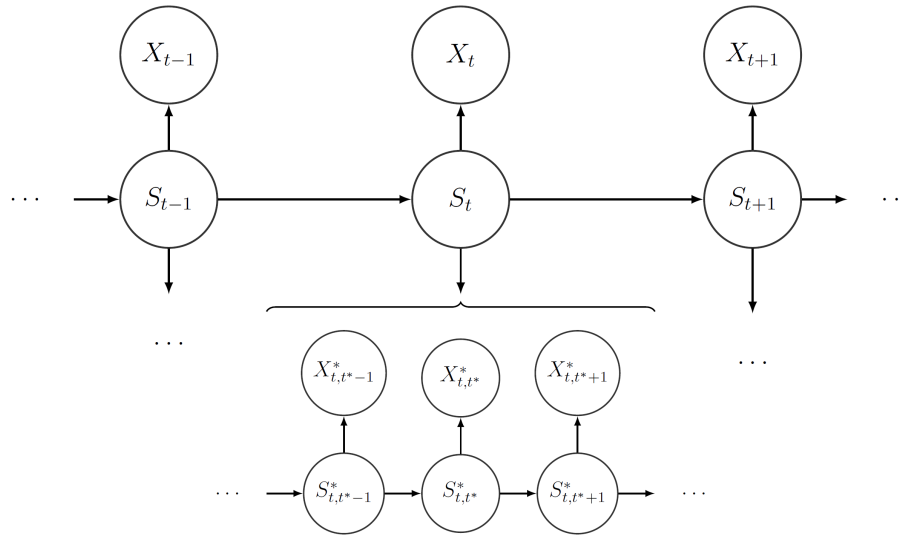 X_{t−1} X_t X_{t+1}
⋯ S_{t−1} S_t S_{t+1} ⋯
⋯ ⋯
X^*_{t,t^*−1} X^*_{t,t^*} X^*_{t,t^*+1}
⋯ S^*_{t,t^*−1} S^*_{t,t^*} S^*_{t,t^*+1} ⋯